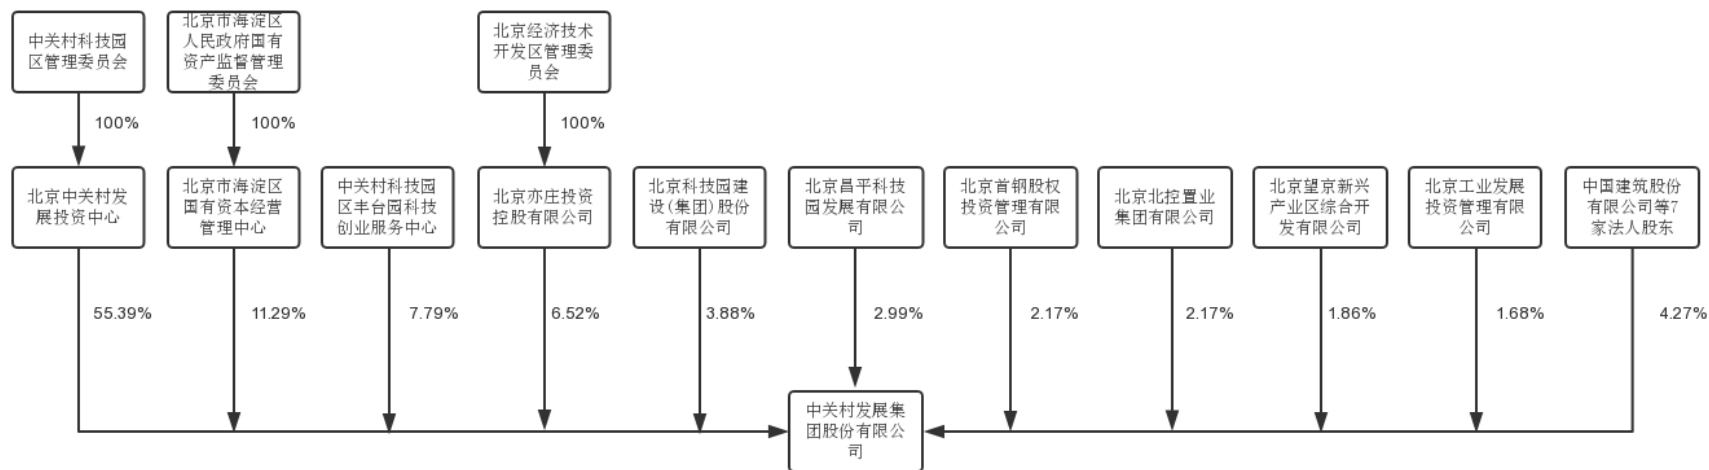 中关村科技园
区管理委员会
北京市海淀区
人民政府国有
资产监督管理
委员会
北京经济技术
开发区管理委
员会
100%
100%
100%
北京中关村发
展投资中心
北京市海淀区
国有资本经营
管理中心
中关村科技园
区丰台园科技
创业服务中心
北京亦庄投资
控股有限公司
北京科技园建
设(集团)股份
有限公司
北京昌平科技
园发展有限公
司
北京首钢股权
投资管理有限
公司
北京北控置业
集团有限公司
北京望京新兴
产业区综合开
发有限公司
北京工业发展
投资管理有限
公司
中国建筑股份
有限公司等7
家法人股东
55.39%
11.29%
7.79%
6.52%
3.88%
2.99%
2.17%
2.17%
1.86%
1.68%
4.27%
中关村发展集
团股份有限公
司